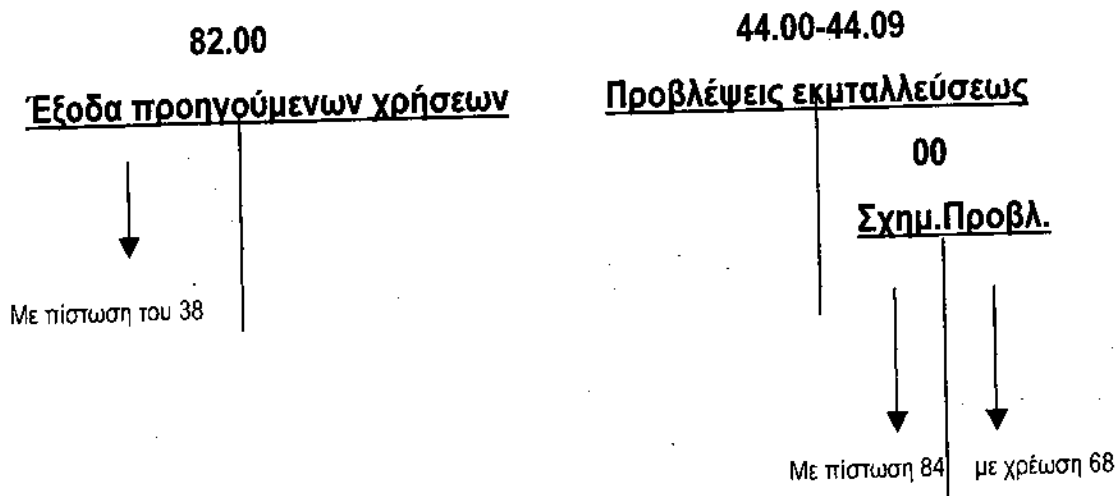 82.00
Έξοδα προηγούμενων χρήσεων
Με πίστωση του 38
44.00-44.09
Προβλέψεις εκμταλλεύσεως
00
Σχημ.Προβλ.
Με πίστωση 84
με χρέωση 68